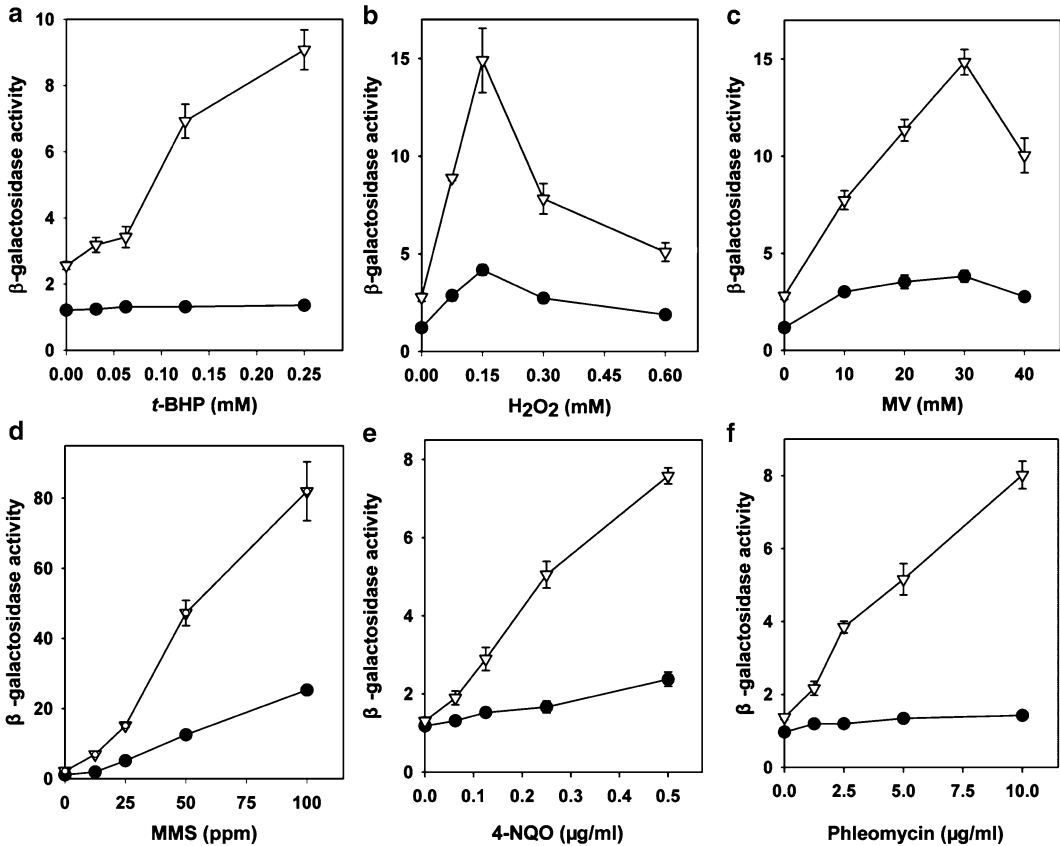 a
10
8
6
4
2
0
β-galactosidase activity
0.00 0.05 0.10 0.15 0.20 0.25
t-BHP (mM)
b
15
10
5
0
β-galactosidase activity
0.00 0.15 0.30 0.45 0.60
H2O2 (mM)
c
15
10
5
0
β-galactosidase activity
0 10 20 30 40
MV (mM)
d
80
60
40
20
0
β -galactosidase activity
0 25 50 75 100
MMS (ppm)
e
8
6
4
2
0
β -galactosidase activity
0.0 0.1 0.2 0.3 0.4 0.5
4-NQO (µg/ml)
f
8
6
4
2
0
β -galactosidase activity
0.0 2.5 5.0 7.5 10.0
Phleomycin (µg/ml)